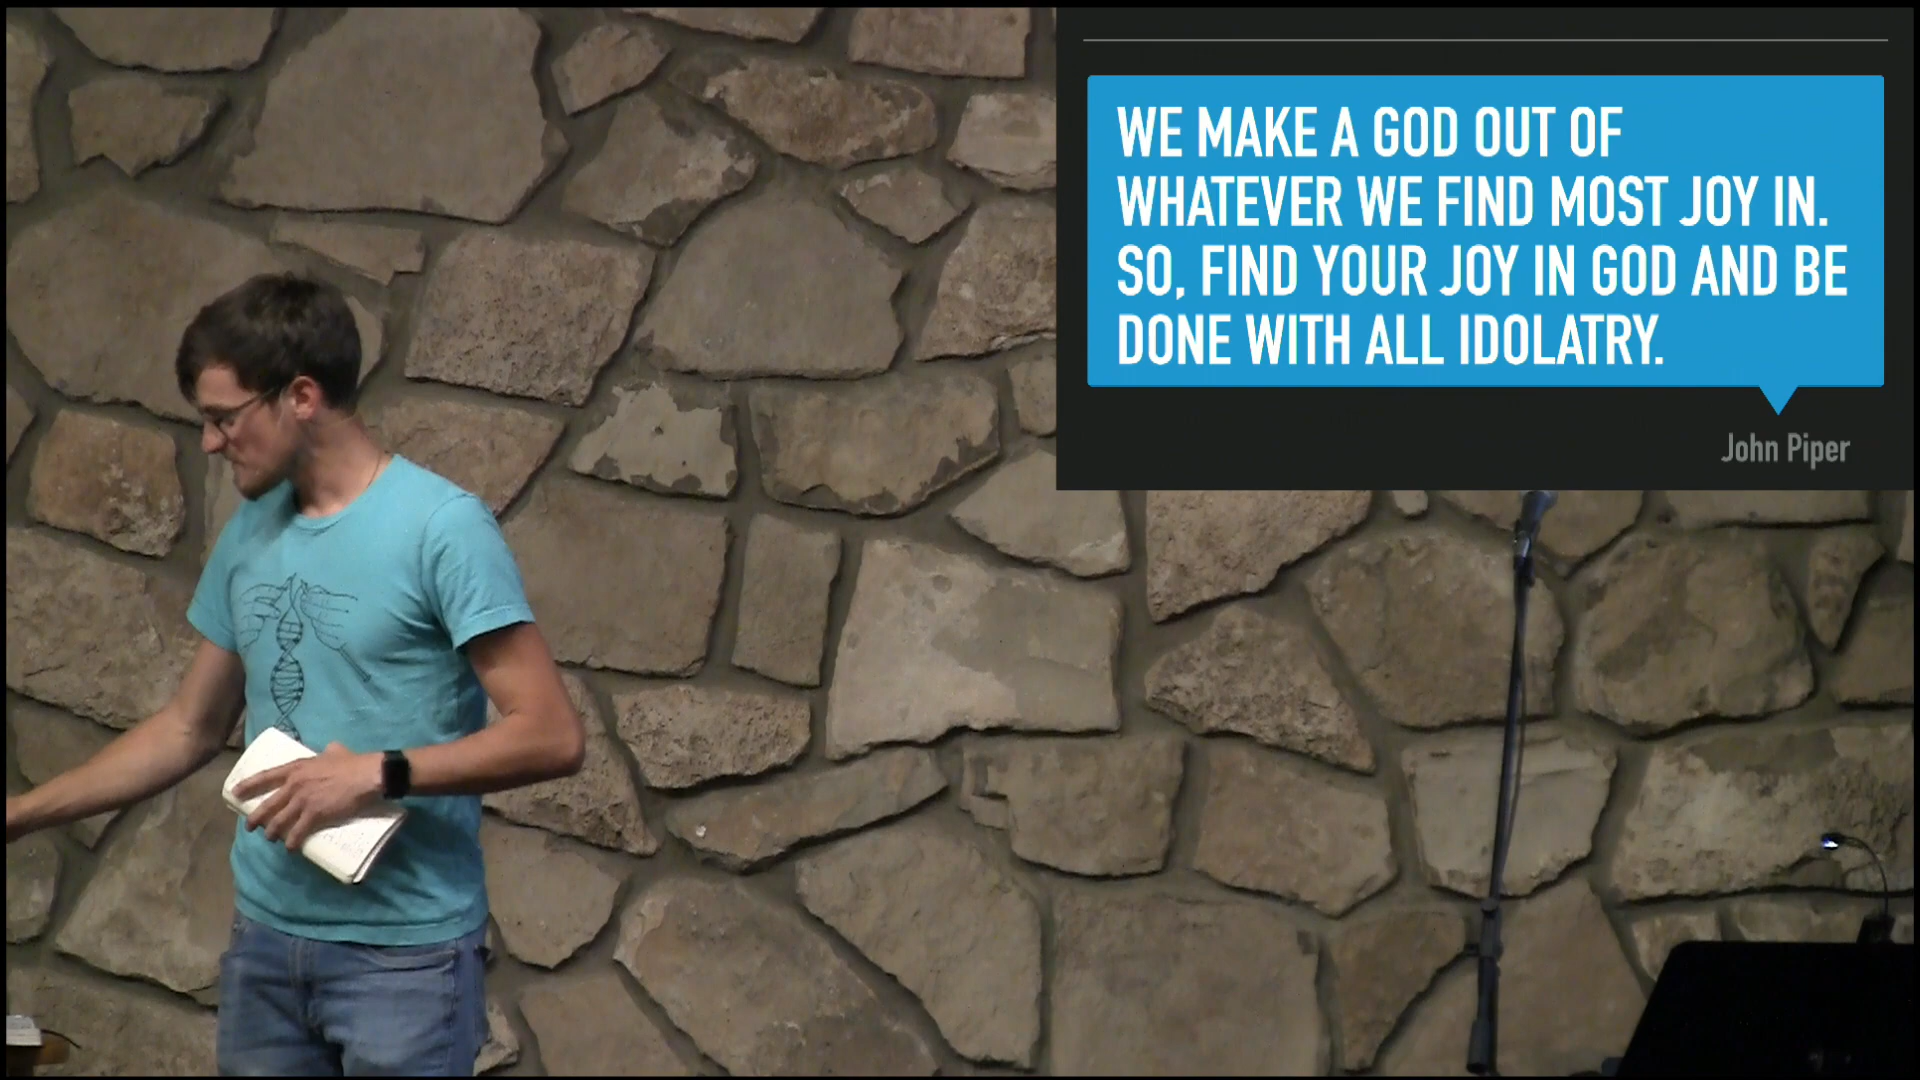 WE MAKE A GOD OUT OF
WHATEVER WE FIND MOST JOY IN.
SO, FIND YOUR JOY IN GOD AND BE
DONE WITH ALL IDOLATRY.
John Piper